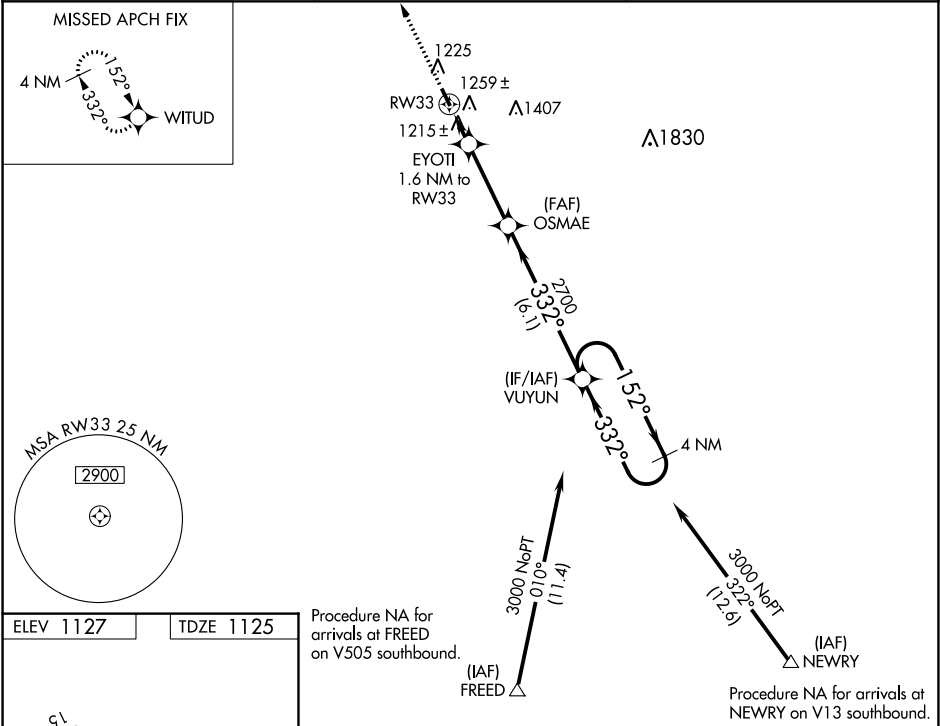 MISSED APCH FIX
4 NM
152°
332°
WITUD
1225
1259 ±
RW33
1407
1215 ±
1830
EYOTI
1.6 NM to
RW33
(FAF)
OSMAE
2700
332°
(6.1)
(IF/IAF)
VUYUN
152°
332°
4 NM
MSA RW33 25 NM
2900
3000 NoPT
010°
(11.4)
3000 NoPT
322°
(12.6)
ELEV 1127
TDZE 1125
Procedure NA for
arrivals at FREED
on V505 southbound.
(IAF)
FREED
(IAF)
NEWRY
Procedure NA for arrivals at
NEWRY on V13 southbound.
15